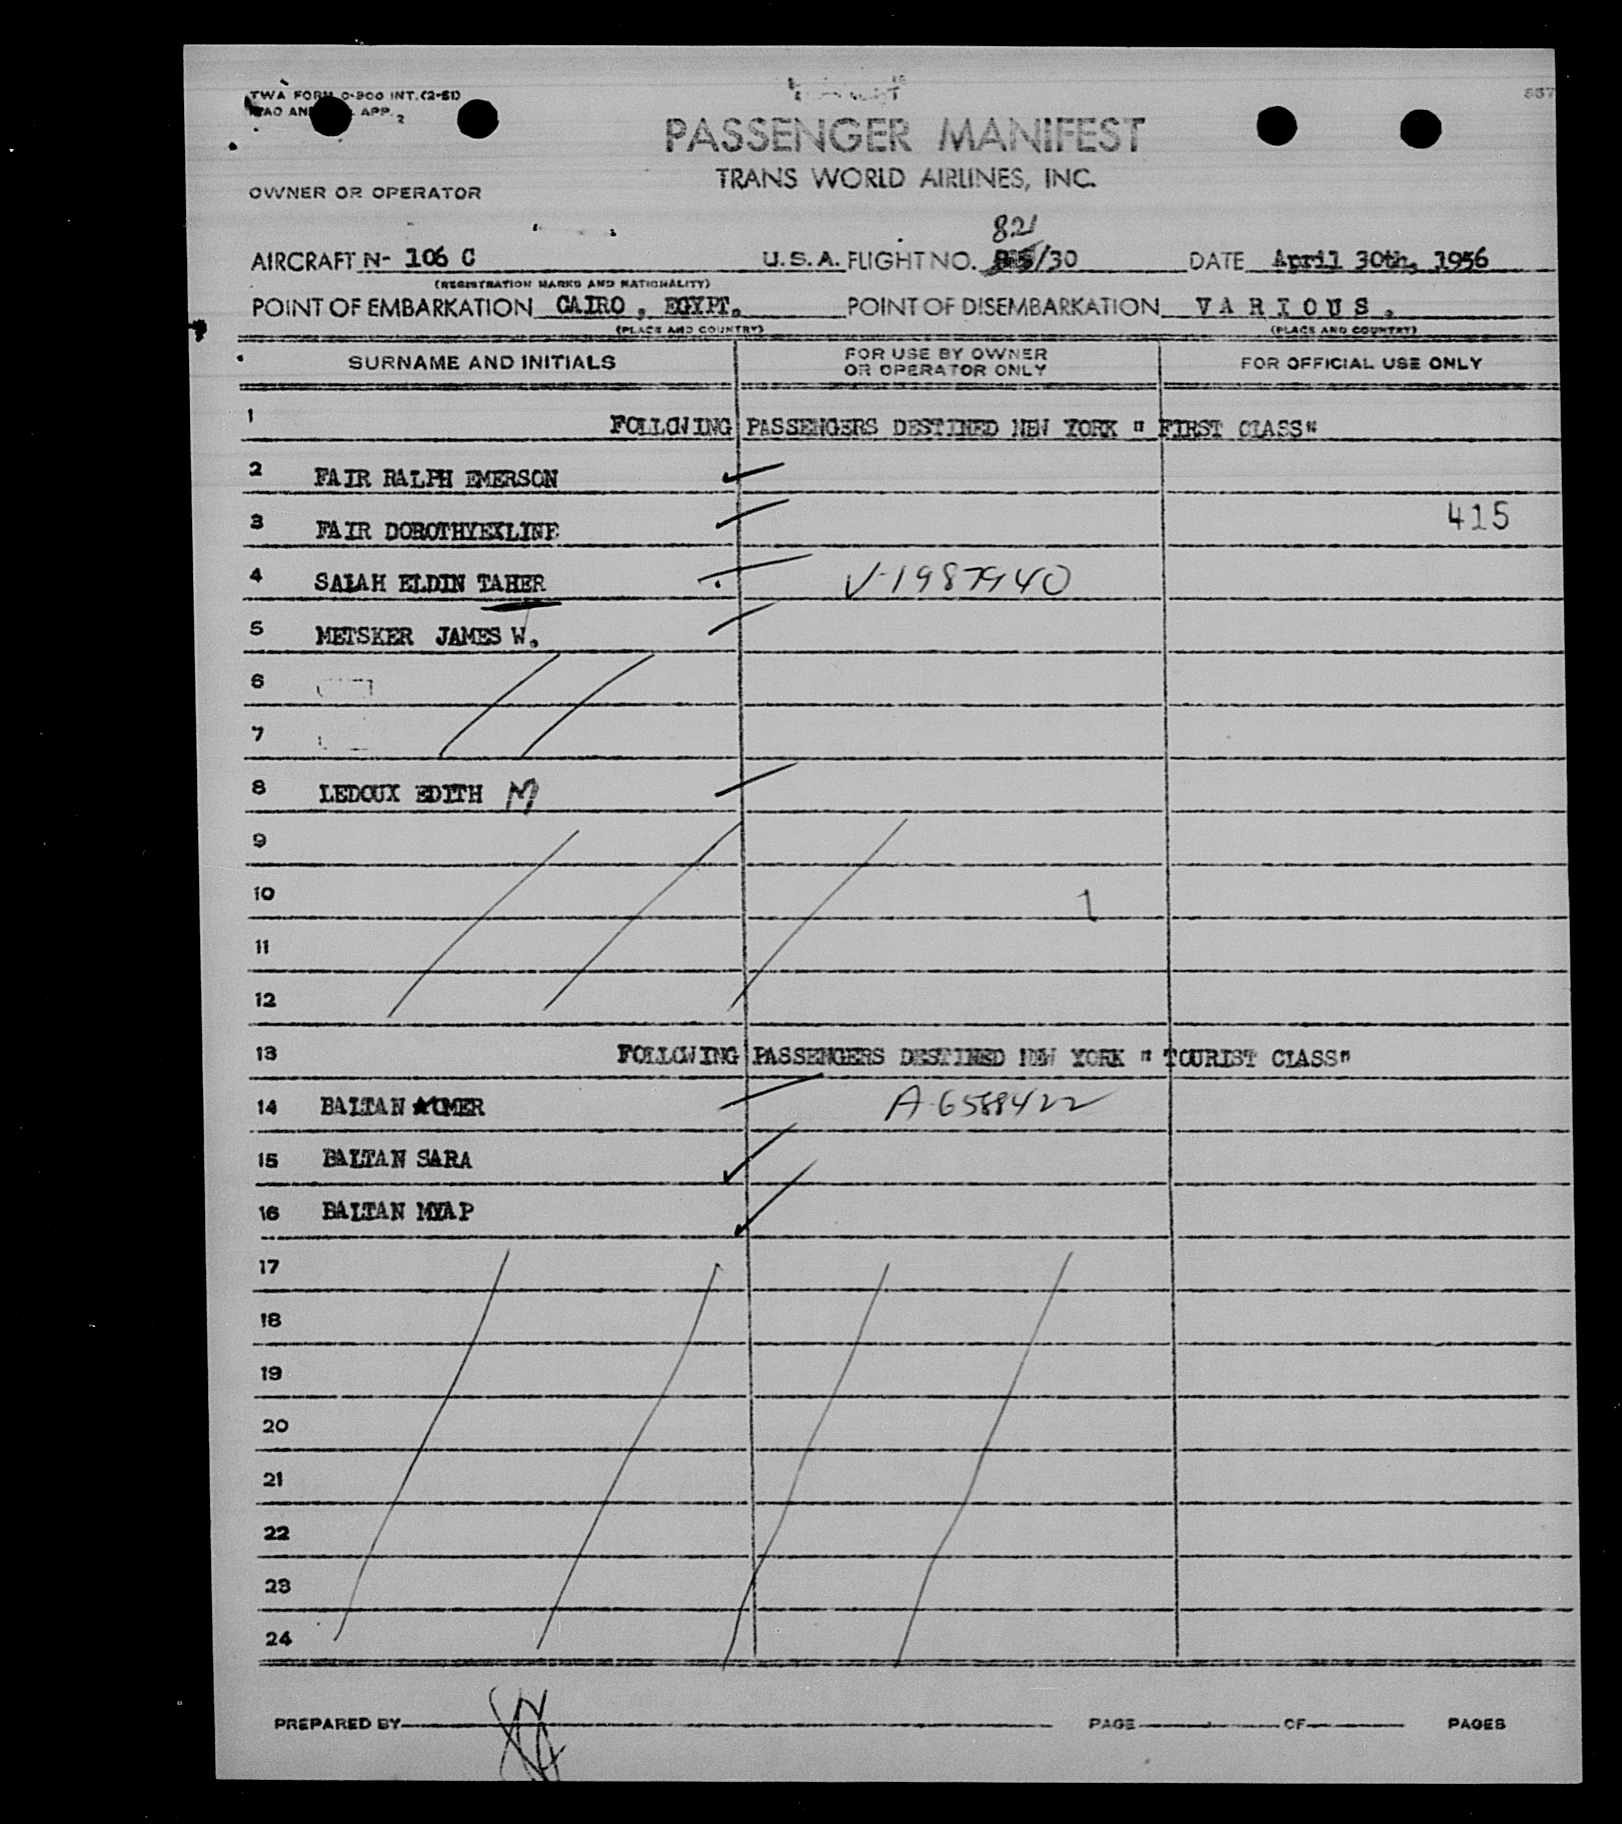 TWA FORM O-900 INT. (2-51)
APP. 2
PASSENGER MANIFEST
TRANS WORLD AIRLINES, INC.
OWNER OR OPERATOR
821
AIRCRAFT N- 106 C U.S.A. FLIGHT NO. /30 DATE April 30th, 1956
(REGISTRATION MARKS AND NATIONALITY)
POINT OF EMBARKATION CAIRO, EGYPT. POINT OF DISEMBARKATION VARIOUS.
(PLACE AND COUNTRY) (PLACE AND COUNTRY)
SURNAME AND INITIALS FOR USE BY OWNER OR OPERATOR ONLY FOR OFFICIAL USE ONLY
1 FOLLOWING PASSENGERS DESTINED NEW YORK " FIRST CLASS"
2 FAIR RALPH EMERSON
3 FAIR DOROTHYEXLINE 415
4 SALAH ELDIN TAHER V-1987940
5 METSKER JAMES W.
6
7
8 LEDOUX EDITH M
9
10 1
11
12
13 FOLLOWING PASSENGERS DESTINED NEW YORK " TOURIST CLASS"
14 BALTAN UMER A-6588422
15 BALTAN SARA
16 BALTAN MYAP
17
18
19
20
21
22
23
24
PREPARED BY PAGE OF PAGES